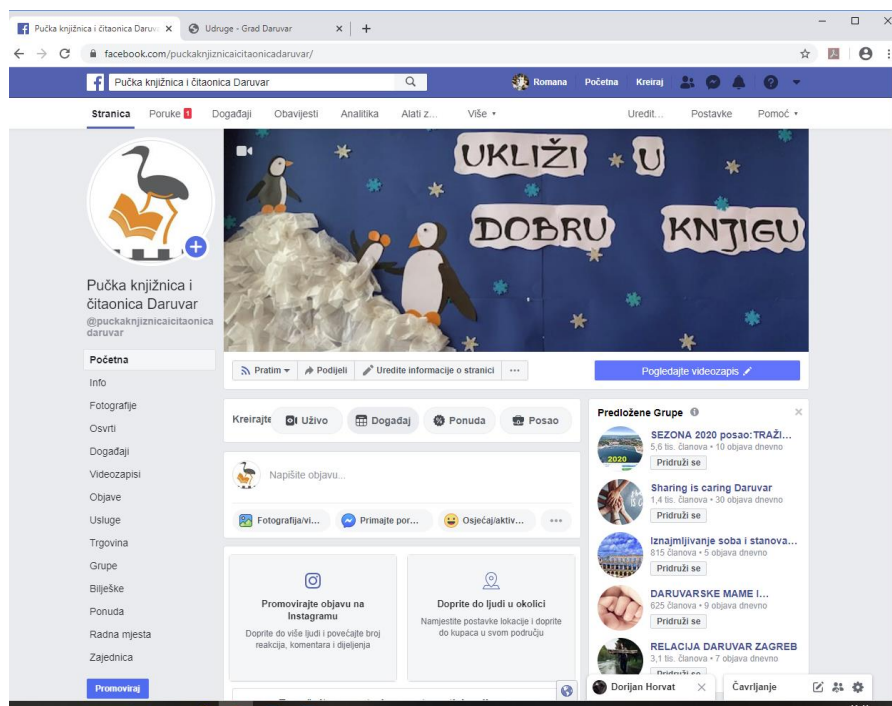 Pučka knjižnica i čitaonica Daruv
Udruge - Grad Daruvar
facebook.com/puckaknjiznicaicitaonicadaruvar/
Pučka knjižnica i čitaonica Daruvar
Romana
Početna
Kreiraj
Stranica
Poruke 1
Događaji
Obavijesti
Analitika
Alati z...
Više
Uredit...
Postavke
Pomoć
UKLIŽI U
DOBRU KNJIGU
Pučka knjižnica i
čitaonica Daruvar
@puckaknjiznicaicitaonica
daruvar
Početna
Info
Fotografije
Osvrti
Događaji
Videozapisi
Objave
Usluge
Trgovina
Grupe
Bilješke
Ponuda
Radna mjesta
Zajednica
Promoviraj
Pratim
Podijeli
Uredite informacije o stranici
...
Pogledajte videozapis
Kreirajte
Uživo
Događaj
Ponuda
Posao
Napišite objavu...
Fotografija/vi...
Primajte por...
Osjećaj/aktiv...
Promovirajte objavu na
Instagramu
Doprite do više ljudi i povećajte broj
reakcija, komentara i dijeljenja
Doprite do ljudi u okolici
Namjestite postavke lokacije i doprite
do kupaca u svom području
Predložene Grupe
2020
SEZONA 2020 posao:TRAŽI...
5,6 tis. članova • 10 objava dnevno
Pridruži se
Sharing is caring Daruvar
1,4 tis. članova • 30 objava dnevno
Pridruži se
Iznajmljivanje soba i stanova...
815 članova • 5 objava dnevno
Pridruži se
DARUVARSKE MAME I...
625 članova • 9 objava dnevno
Pridruži se
RELACIJA DARUVAR ZAGREB
3,1 tis. članova • 7 objava dnevno
Pridruži se
Dorijan Horvat
Čavrljanje